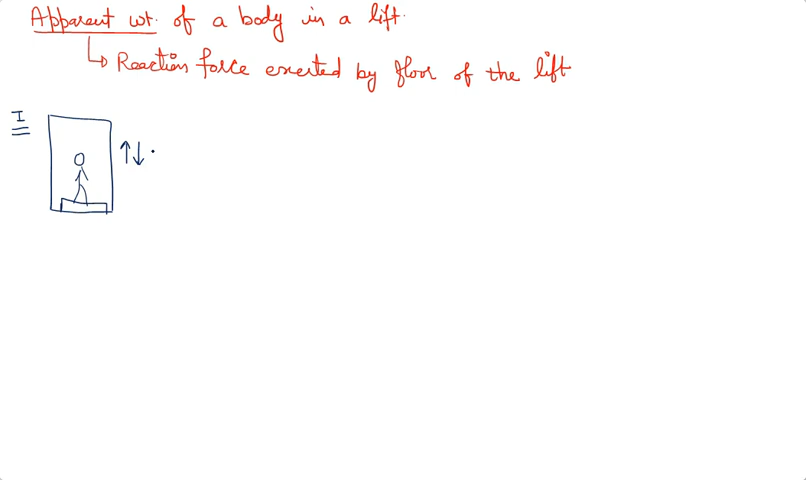 Apparent wt. of a body in a lift.
Reaction force exerted by floor of the lift
I